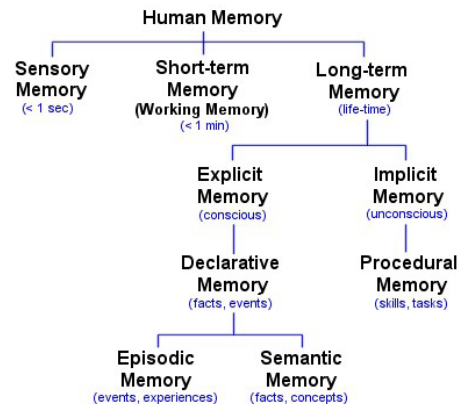 Human Memory
Sensory
Memory
(< 1 sec)
Short-term
Memory
(Working Memory)
(< 1 min)
Long-term
Memory
(life-time)
Explicit
Memory
(conscious)
Implicit
Memory
(unconscious)
Declarative
Memory
(facts, events)
Procedural
Memory
(skills, tasks)
Episodic
Memory
(events, experiences)
Semantic
Memory
(facts, concepts)